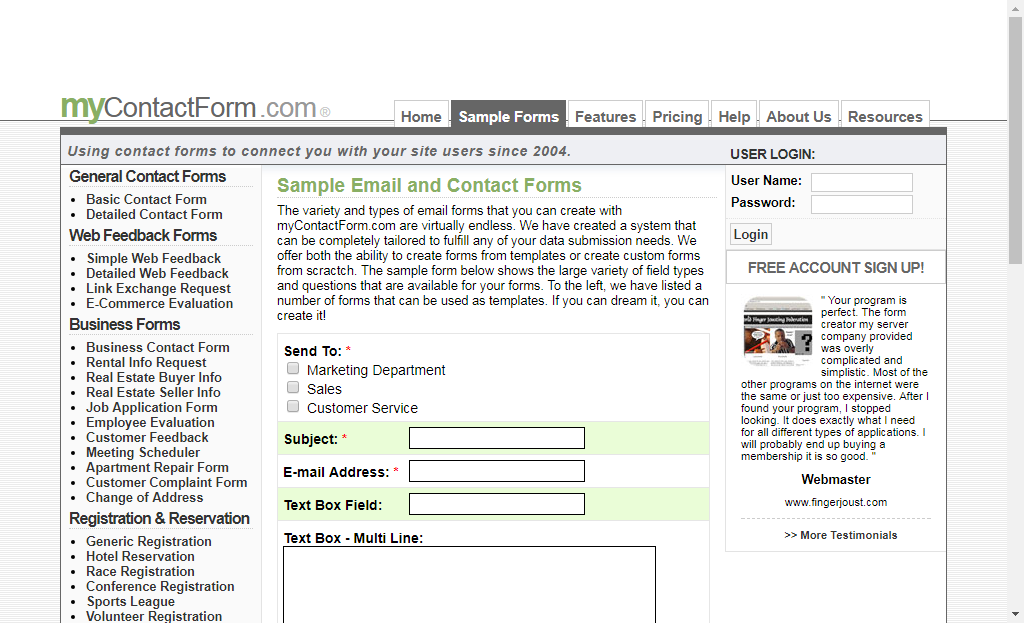 myContactForm.com®
Home
Sample Forms
Features
Pricing
Help
About Us
Resources
Using contact forms to connect you with your site users since 2004.
USER LOGIN:
General Contact Forms
Basic Contact Form
Detailed Contact Form
Web Feedback Forms
Simple Web Feedback
Detailed Web Feedback
Link Exchange Request
E-Commerce Evaluation
Business Forms
Business Contact Form
Rental Info Request
Real Estate Buyer Info
Real Estate Seller Info
Job Application Form
Employee Evaluation
Customer Feedback
Meeting Scheduler
Apartment Repair Form
Customer Complaint Form
Change of Address
Registration & Reservation
Generic Registration
Hotel Reservation
Race Registration
Conference Registration
Sports League
Volunteer Registration
Sample Email and Contact Forms
The variety and types of email forms that you can create with
myContactForm.com are virtually endless. We have created a system that
can be completely tailored to fulfill any of your data submission needs. We
offer both the ability to create forms from templates or create custom forms
from scractch. The sample form below shows the large variety of field types
and questions that are available for your forms. To the left, we have listed a
number of forms that can be used as templates. If you can dream it, you can
create it!
Send To: *
Marketing Department
Sales
Customer Service
Subject: *
E-mail Address: *
Text Box Field:
Text Box - Multi Line:
User Name:
Password:
Login
FREE ACCOUNT SIGN UP!
" Your program is
perfect. The form
creator my server
company provided
was overly
complicated and
simplistic. Most of the
other programs on the internet were
the same or just too expensive. After I
found your program, I stopped
looking. It does exactly what I need
for all different types of applications. I
will probably end up buying a
membership it is so good. "
Webmaster
www.fingerjoust.com
>> More Testimonials